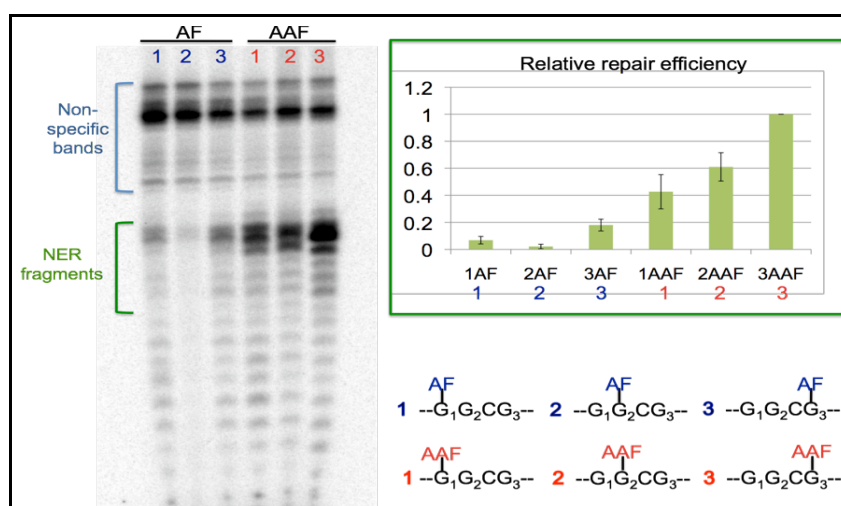 AF AAF
1 2 3 1 2 3
Non-
specific
bands
NER
fragments
Relative repair efficiency
1.2
1
0.8
0.6
0.4
0.2
0
1AF 2AF 3AF 1AAF 2AAF 3AAF
1 2 3 1 2 3
AF AF AF
1 --G₁G₂CG₃-- 2 --G₁G₂CG₃-- 3 --G₁G₂CG₃--
AAF AAF AAF
1 --G₁G₂CG₃-- 2 --G₁G₂CG₃-- 3 --G₁G₂CG₃--